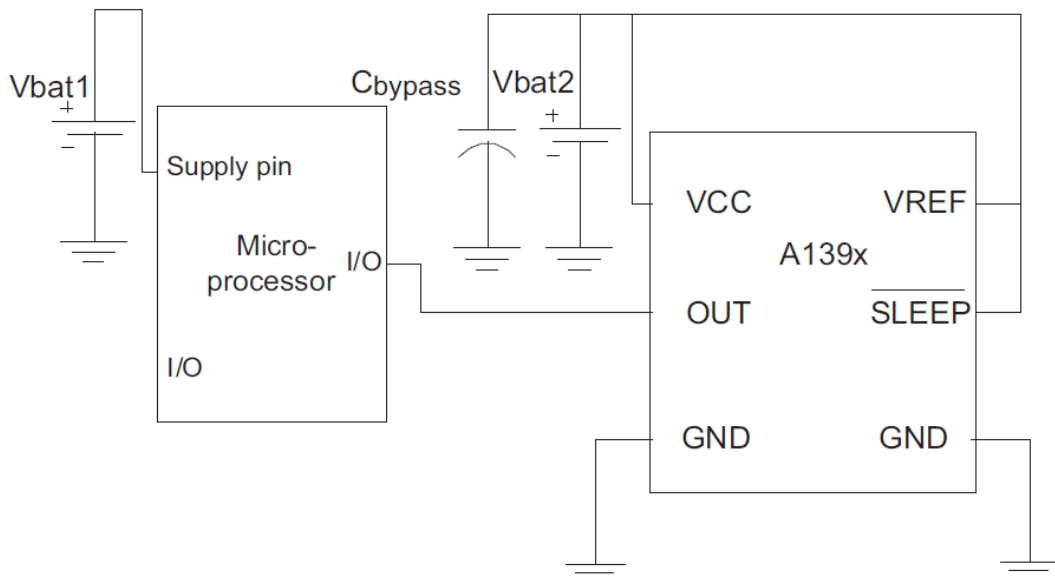 Vbat1
+
-
Supply pin
Micro-
processor
I/O
I/O
Cbypass
Vbat2
+
-
VCC
VREF
A139x
OUT
SLEEP
GND
GND